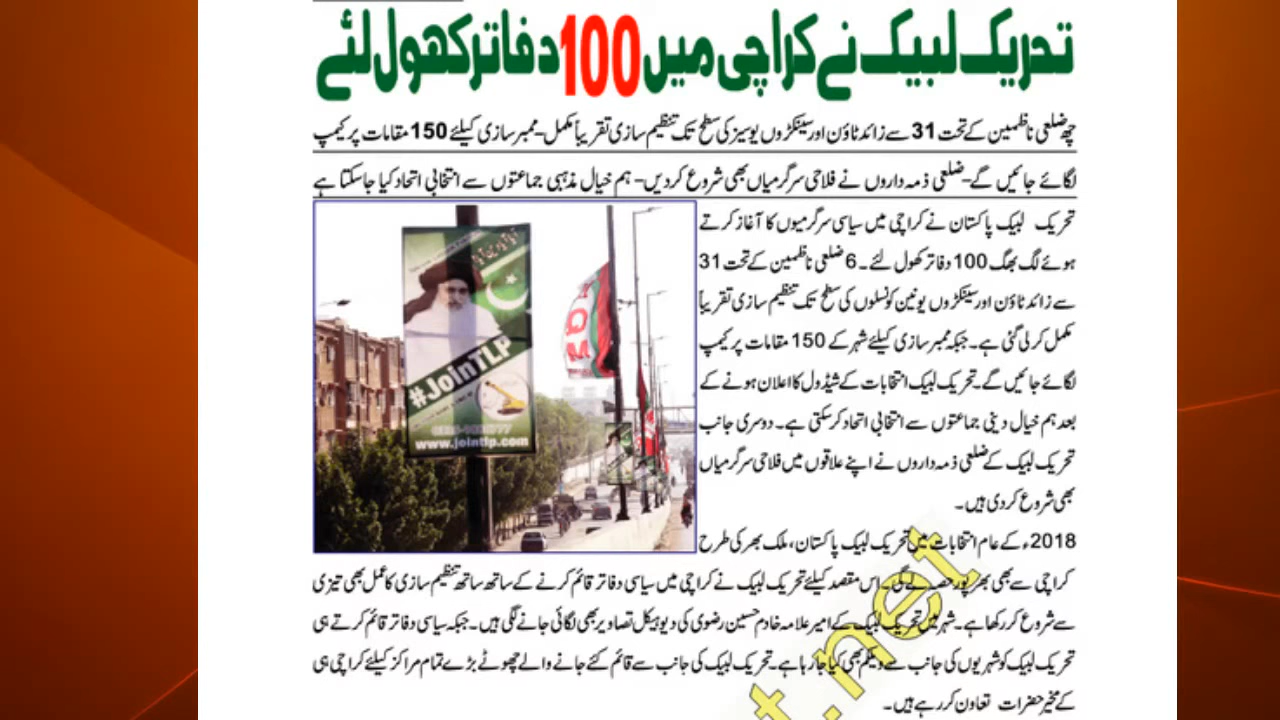 تحریک لبیک نے کراچی میں 100 دفاتر کھول لئے
چھ ضلعی ناظمین کے تحت 31 سے زائد ٹاؤن اور سینکڑوں یوسیز کی سطح تک تنظیم سازی تقریباً مکمل-ممبر سازی کیلئے 150 مقامات پر کیمپ
لگائے جائیں گے-ضلعی ذمہ داروں نے فلاحی سرگرمیاں بھی شروع کردیں- ہم خیال مذہبی جماعتوں سے انتخابی اتحاد کیا جاسکتا ہے
تحریک لبیک پاکستان نے کراچی میں سیاسی سرگرمیوں کا آغاز کرتے
ہوئے لگ بھگ 100 دفاتر کھول لئے۔ 6 ضلعی ناظمین کے تحت 31
سے زائد ٹاؤن اور سینکڑوں یونین کونسلوں کی سطح تک تنظیم سازی تقریباً
مکمل کر لی گئی ہے۔ جبکہ ممبر سازی کیلئے شہر کے 150 مقامات پر کیمپ
لگائے جائیں گے۔ تحریک لبیک انتخابات کے شیڈول کا اعلان ہونے کے
بعد ہم خیال دینی جماعتوں سے انتخابی اتحاد کرسکتی ہے۔ دوسری جانب
تحریک لبیک کے ضلعی ذمہ داروں نے اپنے علاقوں میں فلاحی سرگرمیاں
بھی شروع کر دی ہیں۔
2018ء کے عام انتخابات میں تحریک لبیک پاکستان، ملک بھر کی طرح
کراچی سے بھی بھرپور حصہ لے گی۔ اس مقصد کیلئے تحریک لبیک نے کراچی میں سیاسی دفاتر قائم کرنے کے ساتھ ساتھ تنظیم سازی کا عمل بھی تیزی
سے شروع کر رکھا ہے۔ شہر میں تحریک لبیک کے امیر علامہ خادم حسین رضوی کی دیوہیکل تصاویر بھی لگائی جانے لگی ہیں۔ جبکہ سیاسی دفاتر قائم کرتے ہی
تحریک لبیک کو شہریوں کی جانب سے ویلکم بھی کیا جا رہا ہے۔ تحریک لبیک کی جانب سے قائم کئے جانے والے چھوٹے بڑے تمام مراکز کیلئے کراچی ہی
کے مخیر حضرات تعاون کر رہے ہیں۔
#JoinTLP
www.jointlp.com
t.net